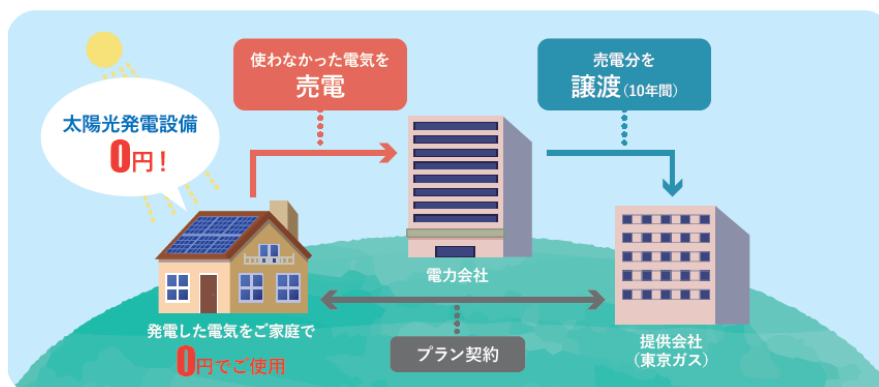 使わなかった電気を
売電
売電分を
譲渡(10年間)
太陽光発電設備
0円!
電力会社
発電した電気をご家庭で
0円でご使用
プラン契約
提供会社
(東京ガス)